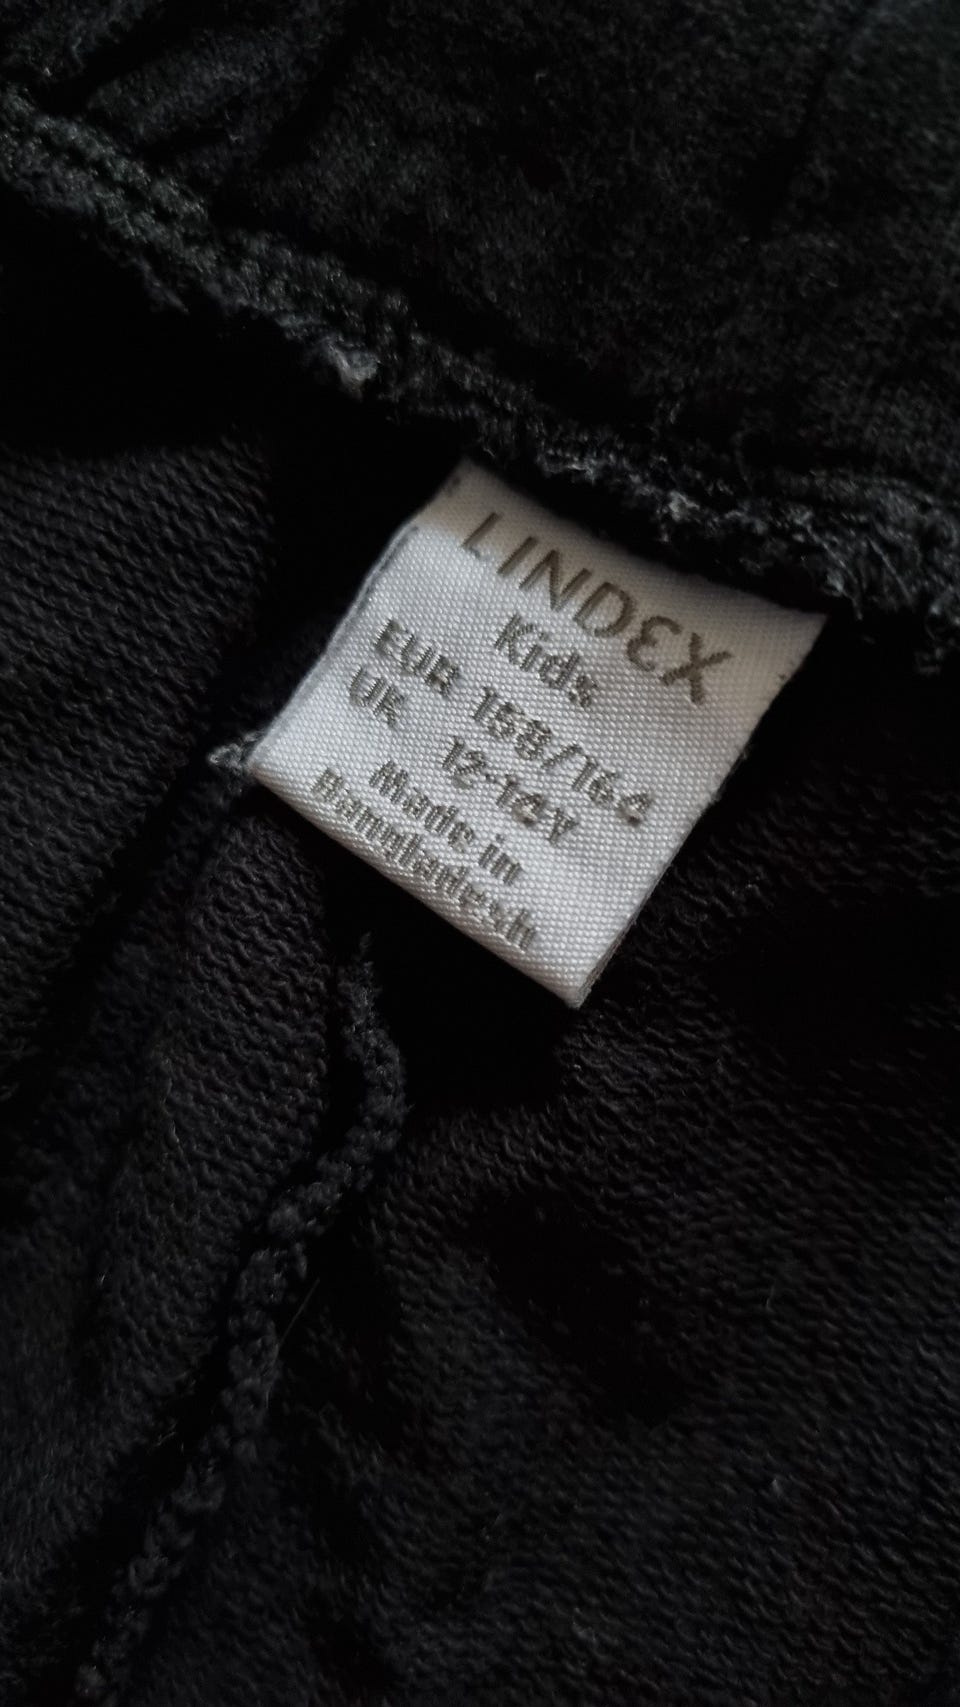 LINDEX
Kids
EUR 158/164
UK 12-14Y
Made in
Bangladesh